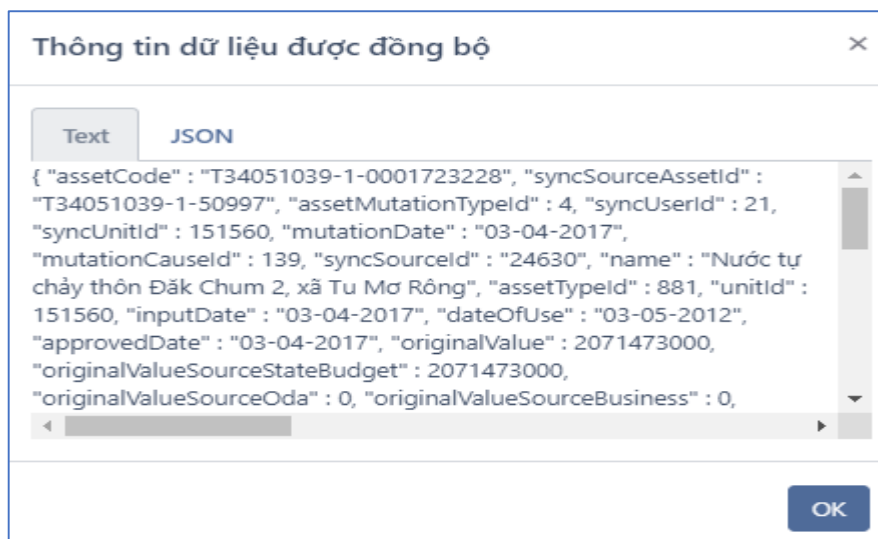 Thông tin dữ liệu được đồng bộ ×
Text JSON
{ "assetCode" : "T34051039-1-0001723228", "syncSourceAssetId" :
"T34051039-1-50997", "assetMutationTypeId" : 4, "syncUserId" : 21,
"syncUnitId" : 151560, "mutationDate" : "03-04-2017",
"mutationCauseId" : 139, "syncSourceId" : "24630", "name" : "Nước tự
chảy thôn Đăk Chum 2, xã Tu Mơ Rông", "assetTypeId" : 881, "unitId" :
151560, "inputDate" : "03-04-2017", "dateOfUse" : "03-05-2012",
"approvedDate" : "03-04-2017", "originalValue" : 2071473000,
"originalValueSourceStateBudget" : 2071473000,
"originalValueSourceOda" : 0, "originalValueSourceBusiness" : 0,
OK